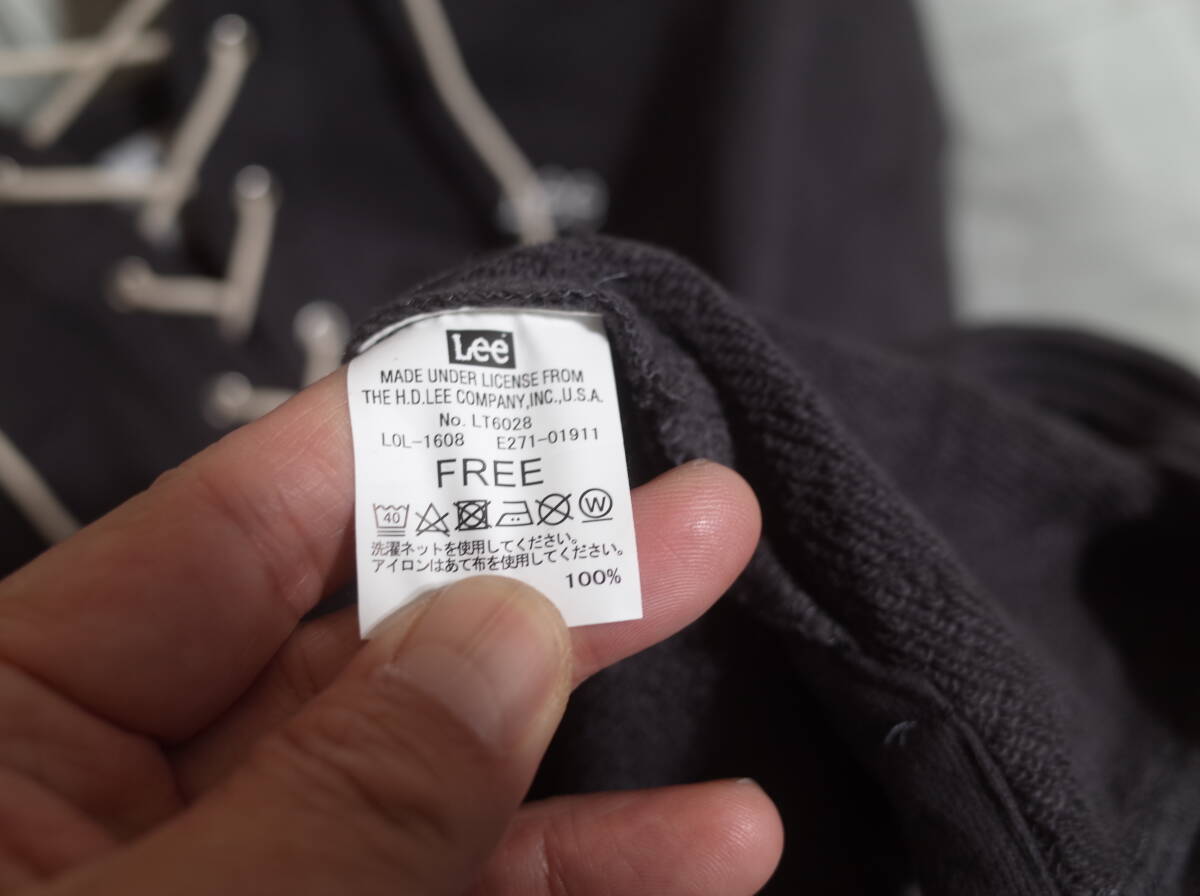 Lee
MADE UNDER LICENSE FROM
THE H.D.LEE COMPANY,INC.,U.S.A.
No. LT6028
LOL-1608 E271-01911
FREE
40 W
洗濯ネットを使用してください。
アイロンはあて布を使用してください。
100%